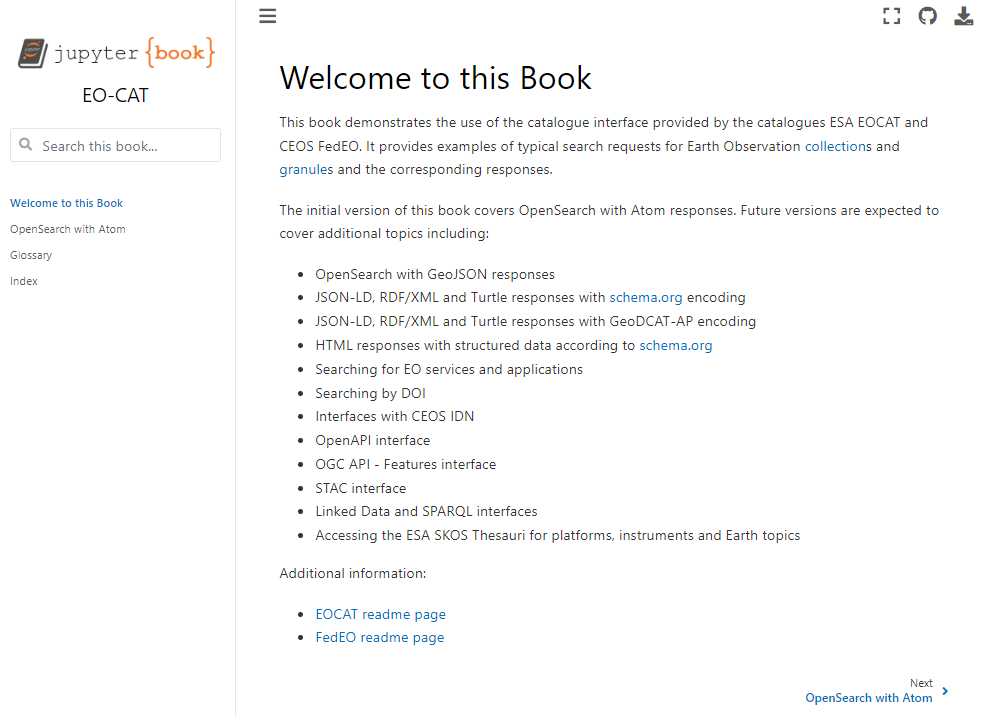 jupyter {book}
EO-CAT
Search this book...
Welcome to this Book
OpenSearch with Atom
Glossary
Index
Welcome to this Book
This book demonstrates the use of the catalogue interface provided by the catalogues ESA EOCAT and
CEOS FedEO. It provides examples of typical search requests for Earth Observation collections and
granules and the corresponding responses.
The initial version of this book covers OpenSearch with Atom responses. Future versions are expected to
cover additional topics including:
• OpenSearch with GeoJSON responses
• JSON-LD, RDF/XML and Turtle responses with schema.org encoding
• JSON-LD, RDF/XML and Turtle responses with GeoDCAT-AP encoding
• HTML responses with structured data according to schema.org
• Searching for EO services and applications
• Searching by DOI
• Interfaces with CEOS IDN
• OpenAPI interface
• OGC API - Features interface
• STAC interface
• Linked Data and SPARQL interfaces
• Accessing the ESA SKOS Thesauri for platforms, instruments and Earth topics
Additional information:
• EOCAT readme page
• FedEO readme page
Next
OpenSearch with Atom